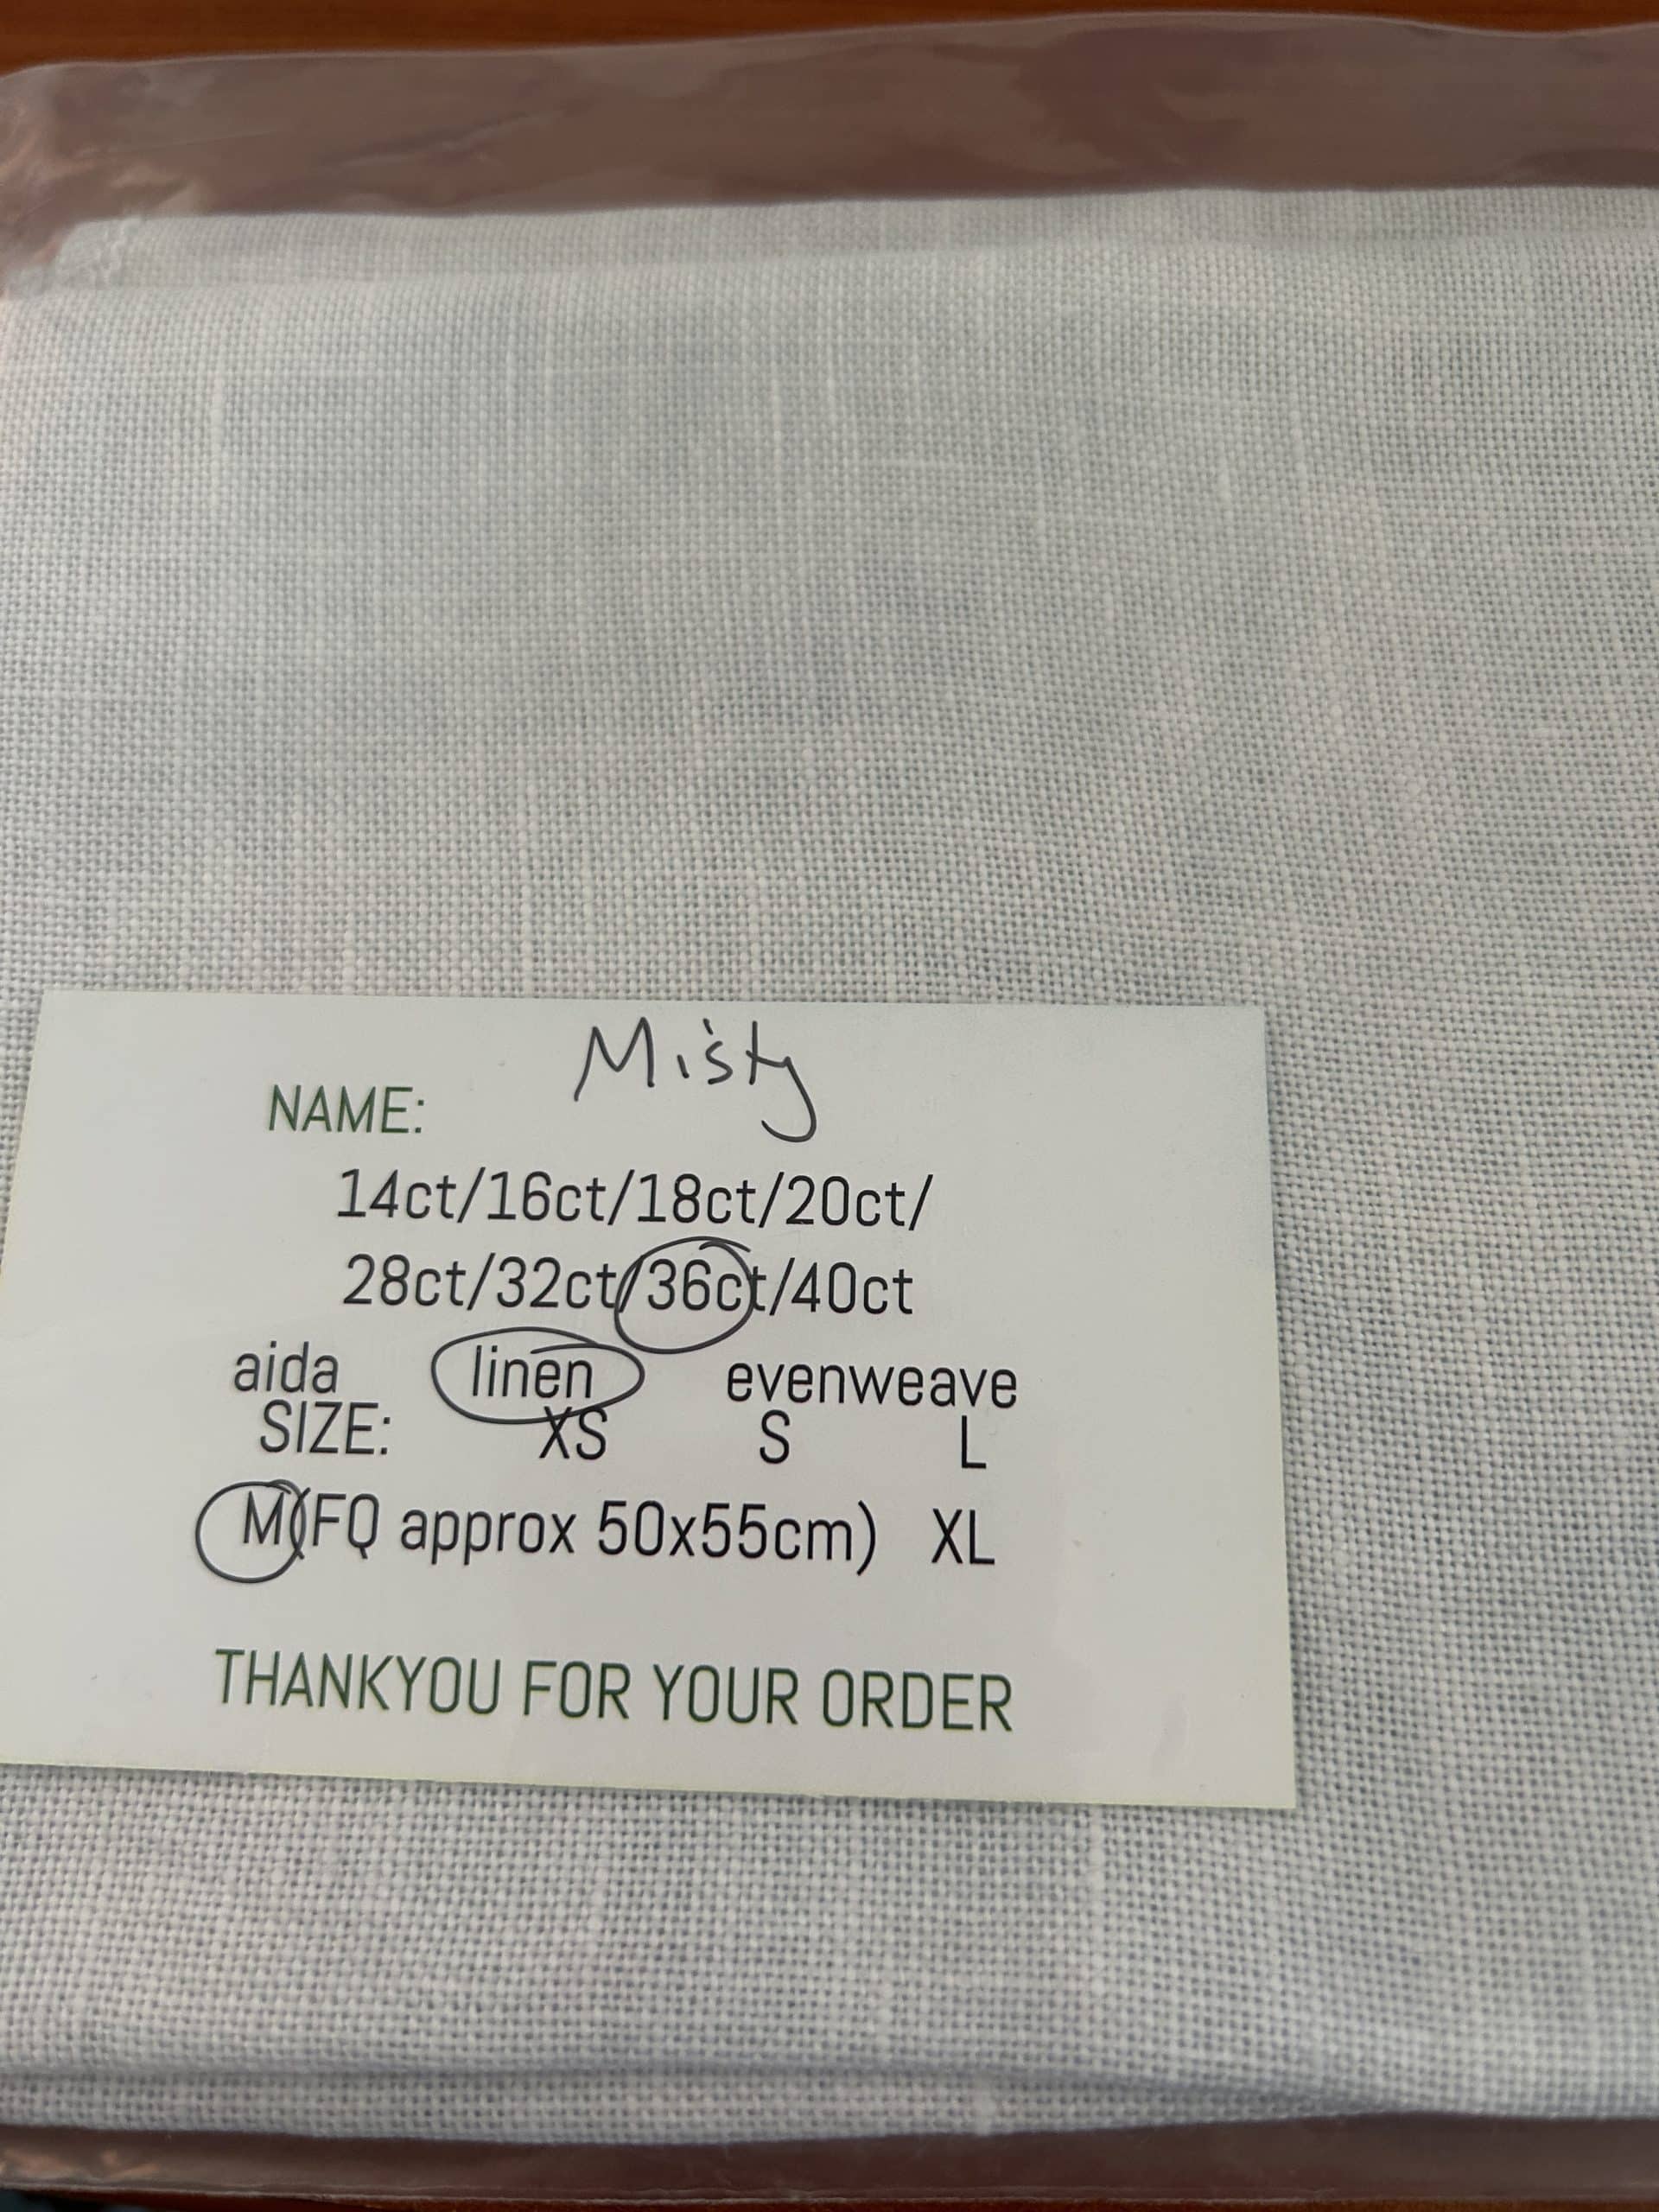 NAME: Misty
14ct/16ct/18ct/20ct/
28ct/32ct/36ct/40ct
aida linen evenweave
SIZE: XS S L
M(FQ approx 50x55cm) XL
THANKYOU FOR YOUR ORDER